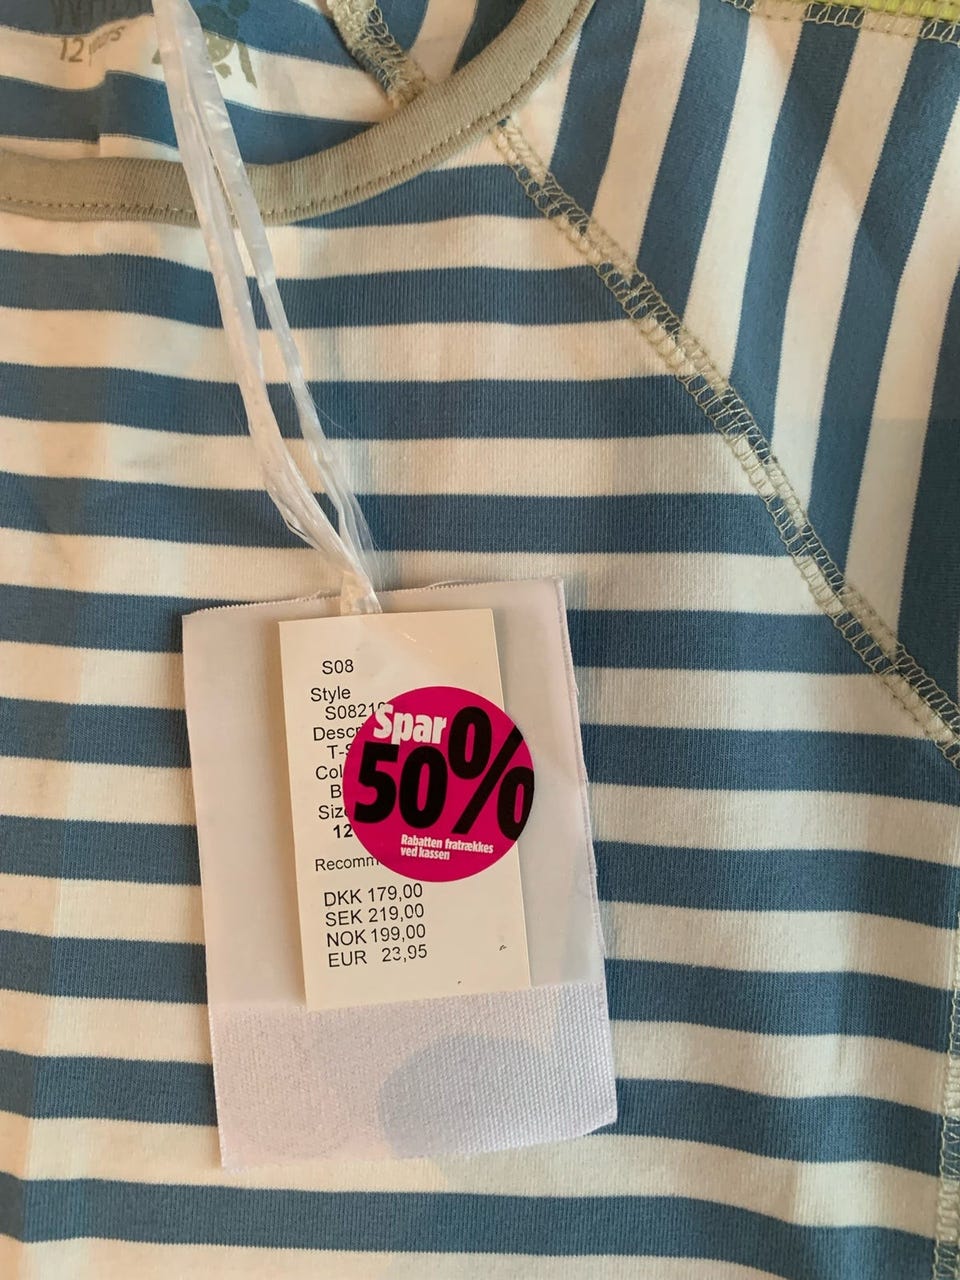 12 years
S08
Style
S08210
Descr
T-S
Col
B
Size
12
Recomm
DKK 179,00
SEK 219,00
NOK 199,00
EUR 23,95
Spar
50%
Rabatten fratrækkes
ved kassen